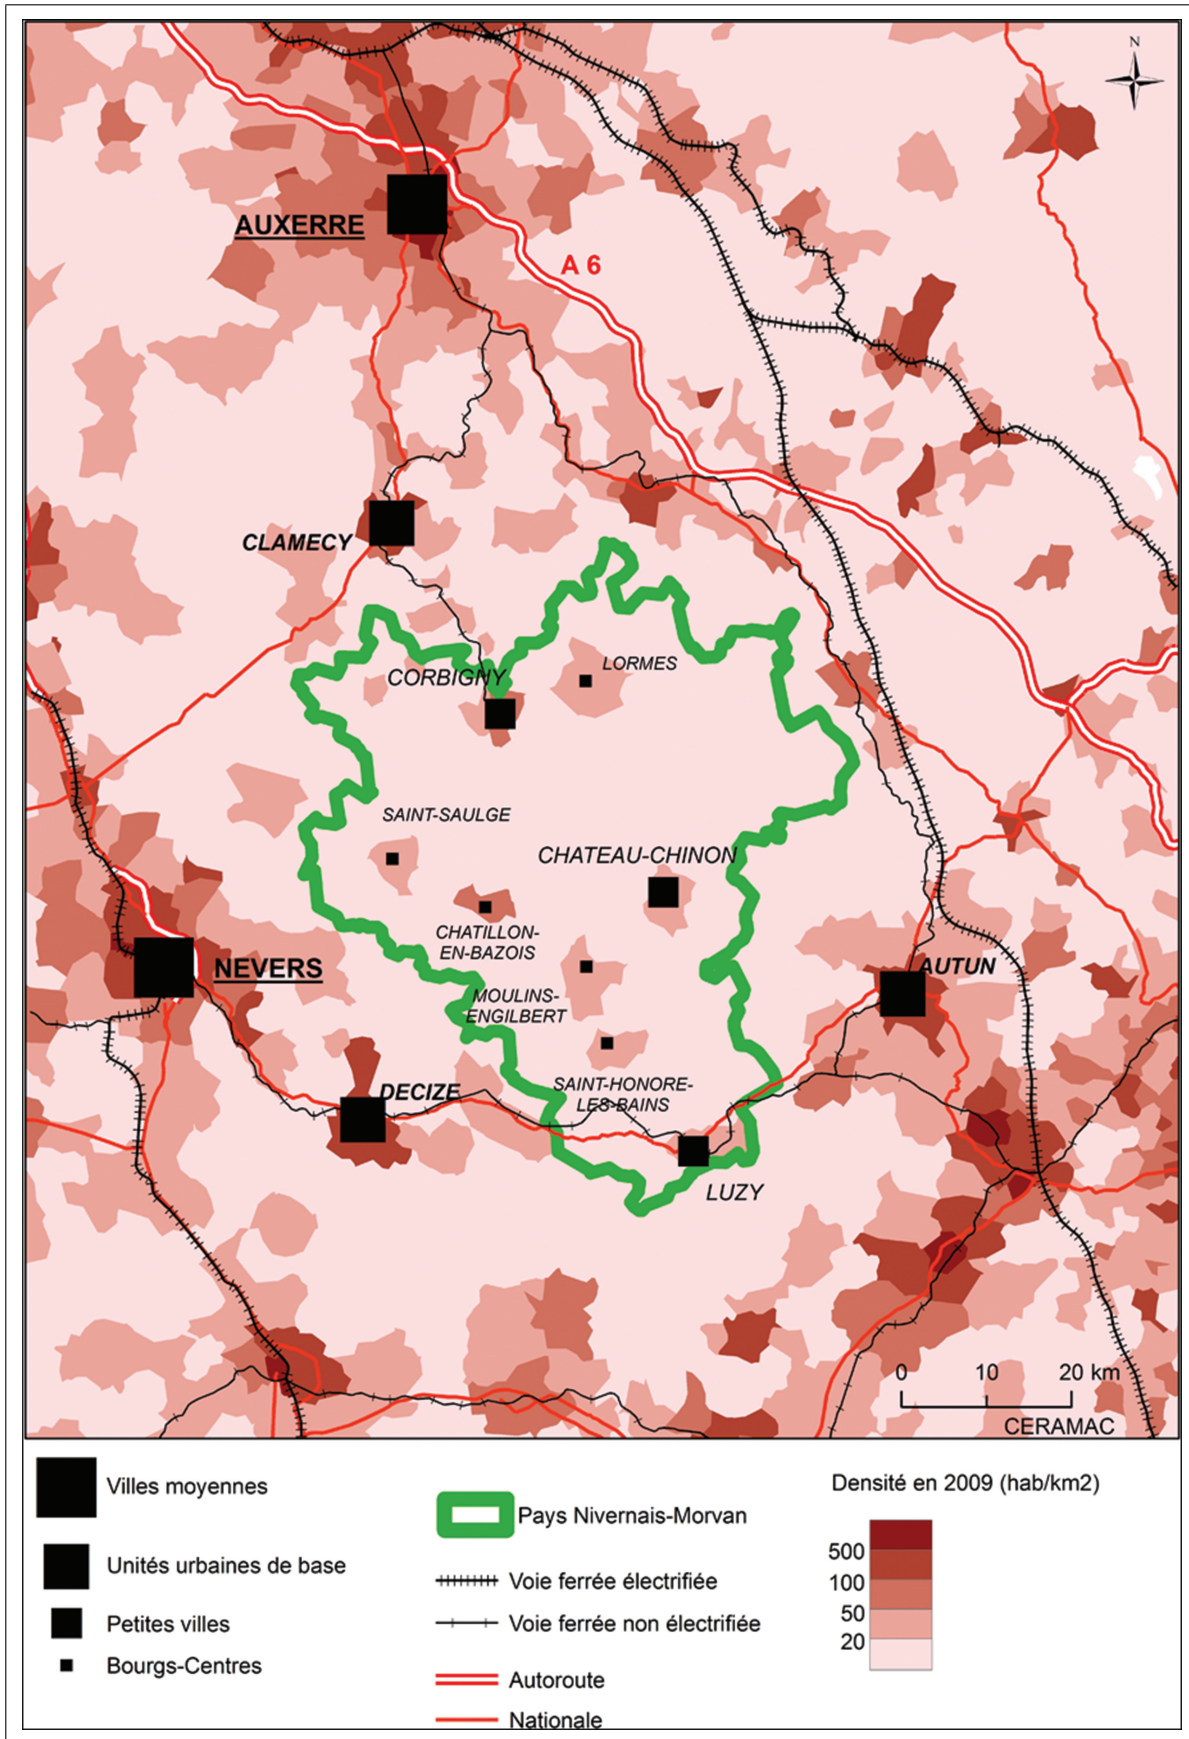 N
AUXERRE
A 6
CLAMECY
CORBIGNY
LORMES
SAINT-SAULGE
CHATEAU-CHINON
CHATILLON-
EN-BAZOIS
NEVERS
AUTUN
MOULINS-
ENGILBERT
DECIZE
SAINT-HONORE-
LES-BAINS
LUZY
0 10 20 km
CERAMAC
Villes moyennes
Unités urbaines de base
Petites villes
Bourgs-Centres
Pays Nivernais-Morvan
Voie ferrée électrifiée
Voie ferrée non électrifiée
Autoroute
Nationale
Densité en 2009 (hab/km2)
500
100
50
20